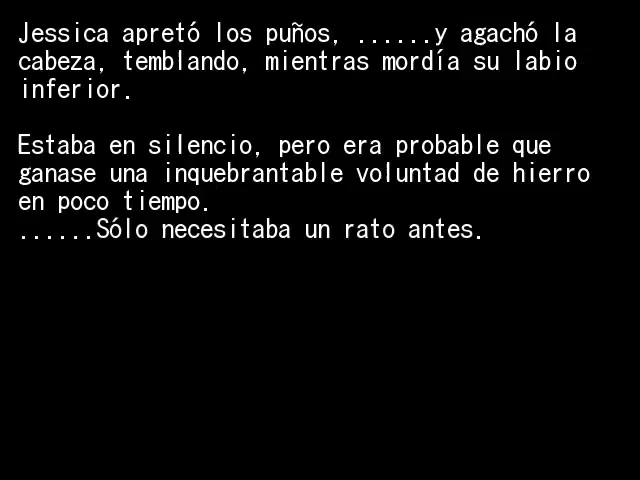 Jessica apretó los puños, ......y agachó la
cabeza, temblando, mientras mordía su labio
inferior.
Estaba en silencio, pero era probable que
ganase una inquebrantable voluntad de hierro
en poco tiempo.
......Sólo necesitaba un rato antes.